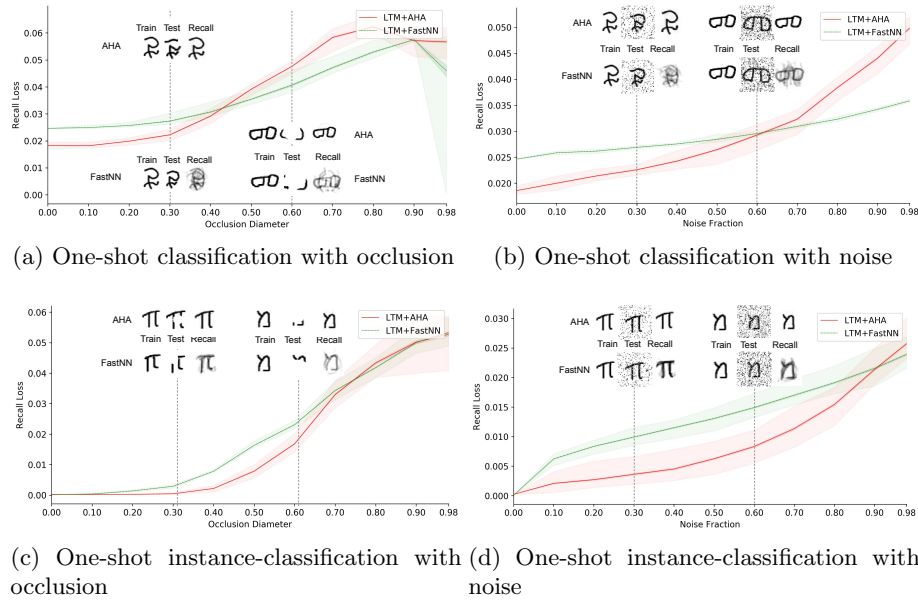 0.06
0.05
0.04
0.03
0.02
0.01
0.00
Recall Loss
Train Test Recall
AHA
LTM+AHA
LTM+FastNN
AHA
Train Test Recall
Train Test Recall
FastNN
FastNN
0.00 0.10 0.20 0.30 0.40 0.50 0.60 0.70 0.80 0.90 0.98
Occlusion Diameter
(a) One-shot classification with occlusion
0.050
0.045
0.040
0.035
0.030
0.025
0.020
Recall Loss
AHA
Train Test Recall
Train Test Recall
FastNN
LTM+AHA
LTM+FastNN
0.00 0.10 0.20 0.30 0.40 0.50 0.60 0.70 0.80 0.90 0.98
Noise Fraction
(b) One-shot classification with noise
0.06
0.05
0.04
0.03
0.02
0.01
0.00
Recall Loss
AHA
Train Test Recall
Train Test Recall
FastNN
LTM+AHA
LTM+FastNN
0.00 0.10 0.20 0.30 0.40 0.50 0.60 0.70 0.80 0.90 0.98
Occlusion Diameter
(c) One-shot instance-classification with
occlusion
0.030
0.025
0.020
0.015
0.010
0.005
0.000
Recall Loss
AHA
Train Test Recall
Train Test Recall
FastNN
LTM+AHA
LTM+FastNN
0.00 0.10 0.20 0.30 0.40 0.50 0.60 0.70 0.80 0.90 0.98
Noise Fraction
(d) One-shot instance-classification with
noise